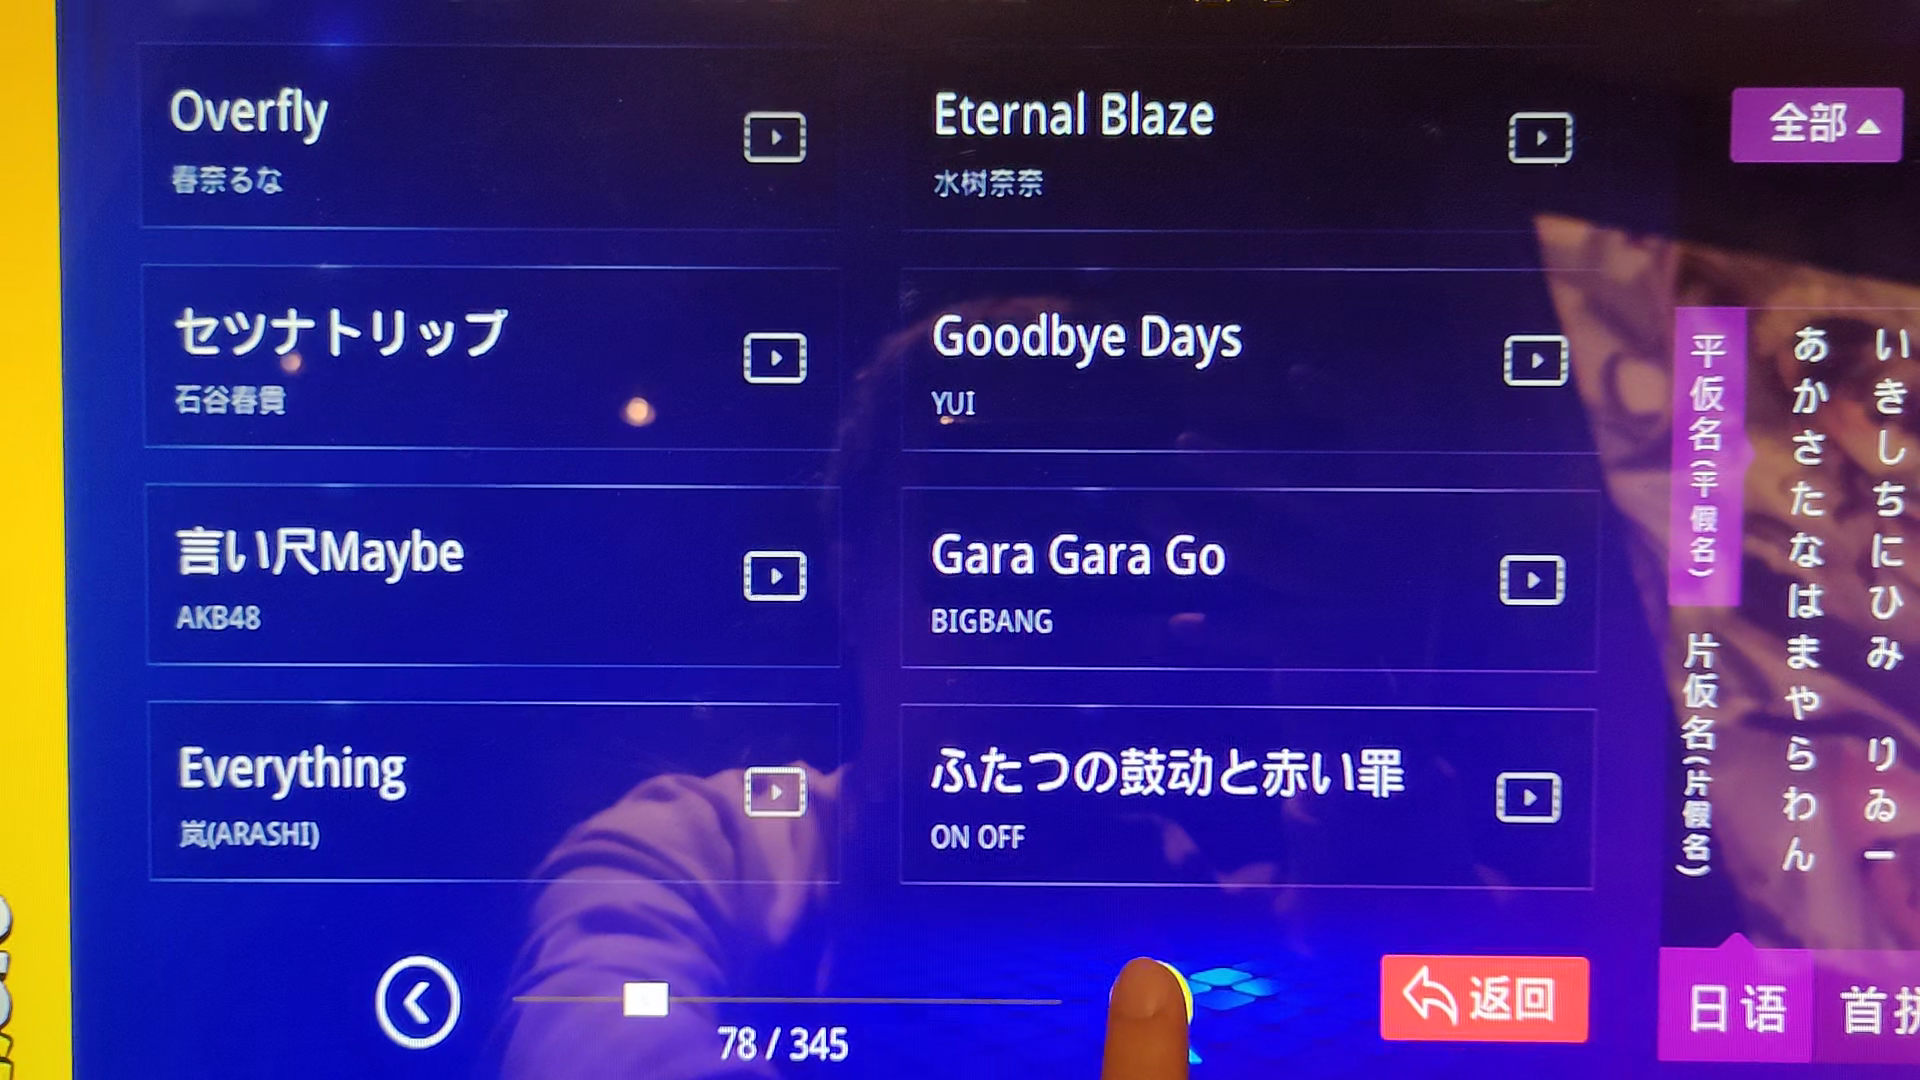 Overfly
春奈るな
Eternal Blaze
水树奈奈
セツナトリップ
石谷春貴
Goodbye Days
YUI
言い尺Maybe
AKB48
Gara Gara Go
BIGBANG
Everything
岚(ARASHI)
ふたつの鼓动と赤い罪
ON OFF
78 / 345
返回
全部
平仮名(平假名)
片仮名(片假名)
あかさたなはまやらわん
いきしちにひみ りゐー
日语
首拼